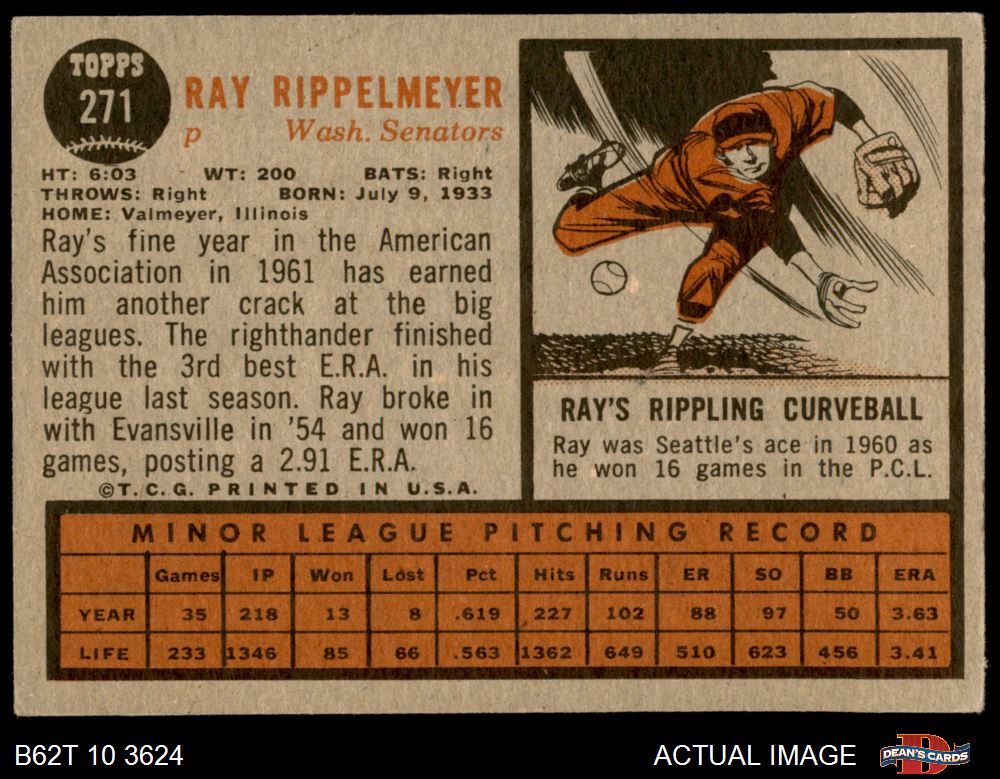 TOPPS
271
RAY RIPPELMEYER
p Wash. Senators
HT: 6:03 WT: 200 BATS: Right
THROWS: Right BORN: July 9, 1933
HOME: Valmeyer, Illinois
Ray's fine year in the American
Association in 1961 has earned
him another crack at the big
leagues. The righthander finished
with the 3rd best E.R.A. in his
league last season. Ray broke in
with Evansville in '54 and won 16
games, posting a 2.91 E.R.A.
©T.C.G. PRINTED IN U.S.A.
RAY'S RIPPLING CURVEBALL
Ray was Seattle's ace in 1960 as
he won 16 games in the P.C.L.
MINOR LEAGUE PITCHING RECORD
Games IP Won Lost Pct Hits Runs ER SO BB ERA
YEAR 35 218 13 8 .619 227 102 88 97 50 3.63
LIFE 233 1346 85 66 .563 1362 649 510 623 456 3.41
B62T 10 3624 ACTUAL IMAGE DEAN'S CARDS